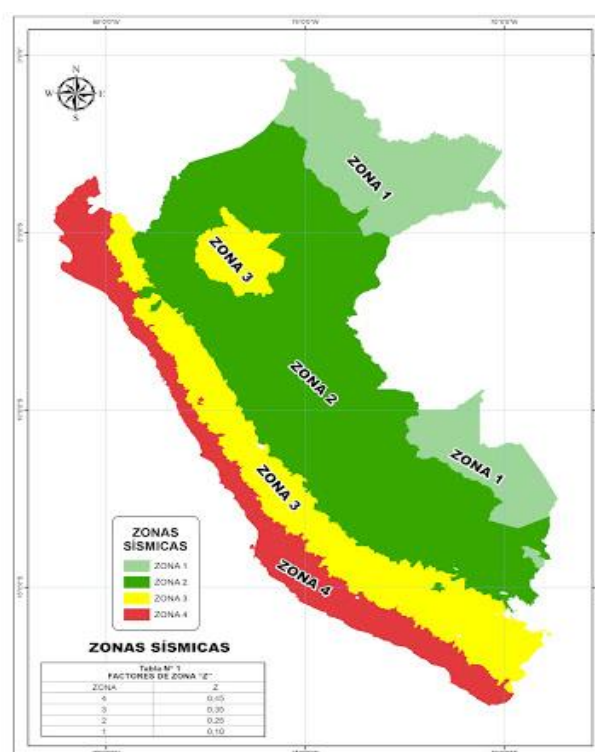 N
W
E
S
ZONA 1
ZONA 3
ZONA 2
ZONA 1
ZONA 3
ZONA 4
ZONAS
SÍSMICAS
ZONA 1
ZONA 2
ZONA 3
ZONA 4
ZONAS SÍSMICAS
Tabla N° 1
FACTORES DE ZONA "Z"
ZONA Z
4 0,45
3 0,35
2 0,25
1 0,10